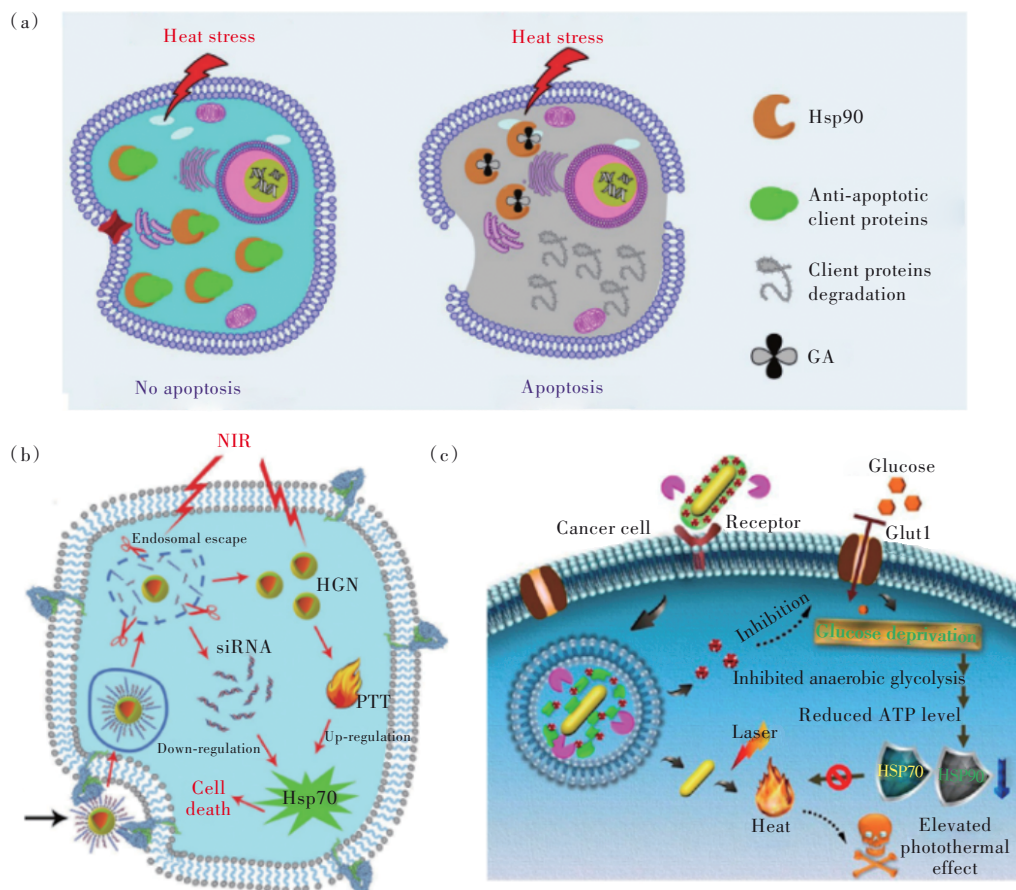 (a)
Heat stress
Heat stress
Hsp90
Anti-apoptotic
client proteins
Client proteins
degradation
GA
No apoptosis
Apoptosis
(b)
NIR
Endosomal escape
HGN
siRNA
PTT
Down-regulation
Up-regulation
Cell
death
Hsp70
(c)
Glucose
Cancer cell
Receptor
Glut1
Inhibition
Glucose deprivation
Inhibited anaerobic glycolysis
Reduced ATP level
Laser
HSP70
HSP90
Heat
Elevated
photothermal
effect